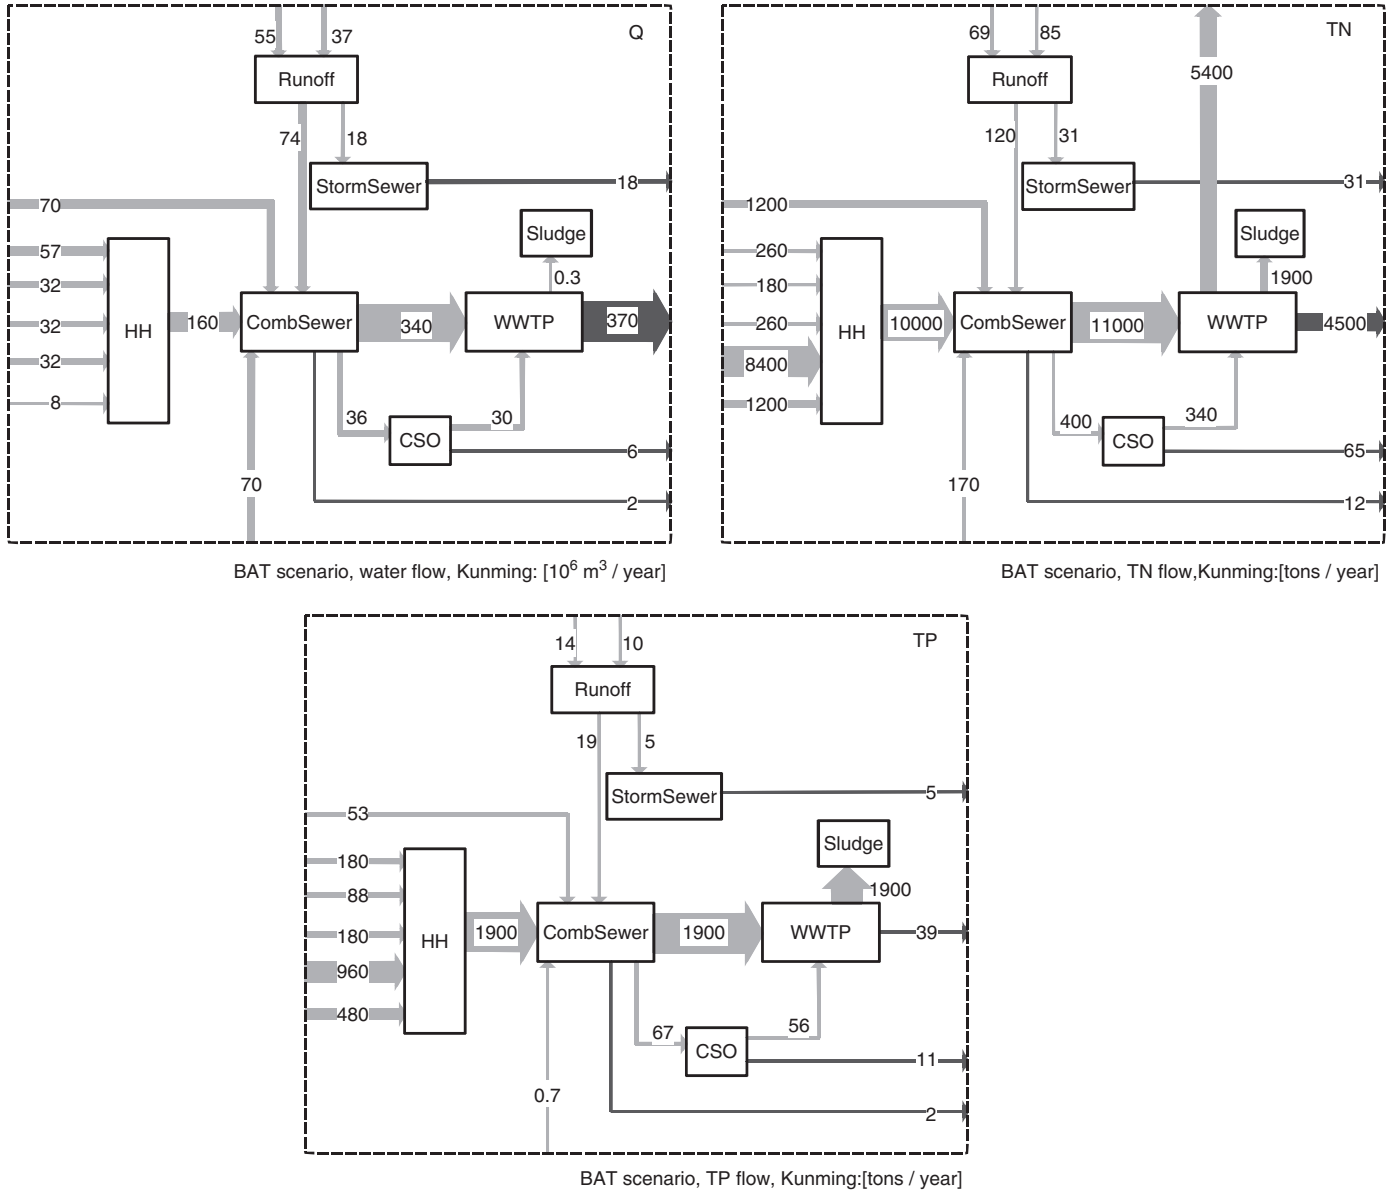 55
37
Q
Runoff
74
18
StormSewer
18
70
Sludge
57
0.3
32
HH
160
CombSewer
340
WWTP
370
32
32
8
36
30
CSO
6
70
2
BAT scenario, water flow, Kunming: [10⁶ m³ / year]
69
85
TN
Runoff
5400
120
31
StormSewer
31
1200
Sludge
260
1900
180
HH
10000
CombSewer
11000
WWTP
4500
260
8400
1200
400
340
CSO
65
170
12
BAT scenario, TN flow,Kunming:[tons / year]
14
10
TP
Runoff
19
5
StormSewer
5
53
Sludge
180
1900
88
HH
1900
CombSewer
1900
WWTP
39
180
960
480
67
56
CSO
11
0.7
2
BAT scenario, TP flow, Kunming:[tons / year]